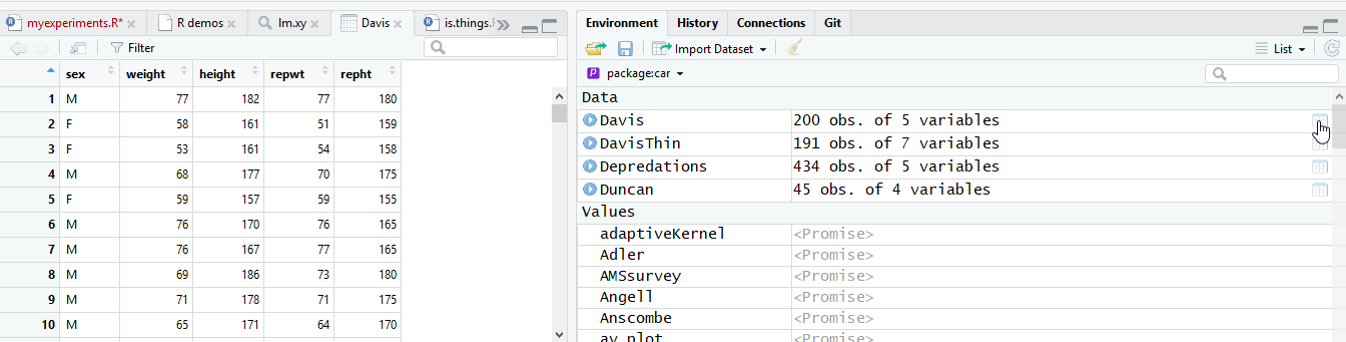 myexperiments.R* R demos lm.xy Davis is.things.
Filter
sex weight height repwt repht
1 M 77 182 77 180
2 F 58 161 51 159
3 F 53 161 54 158
4 M 68 177 70 175
5 F 59 157 59 155
6 M 76 170 76 165
7 M 76 167 77 165
8 M 69 186 73 180
9 M 71 178 71 175
10 M 65 171 64 170
Environment History Connections Git
Import Dataset List
package:car
Data
Davis 200 obs. of 5 variables
DavisThin 191 obs. of 7 variables
Depredations 434 obs. of 5 variables
Duncan 45 obs. of 4 variables
Values
adaptiveKernel <Promise>
Adler <Promise>
AMSsurvey <Promise>
Angell <Promise>
Anscombe <Promise>
av plot <Promise>